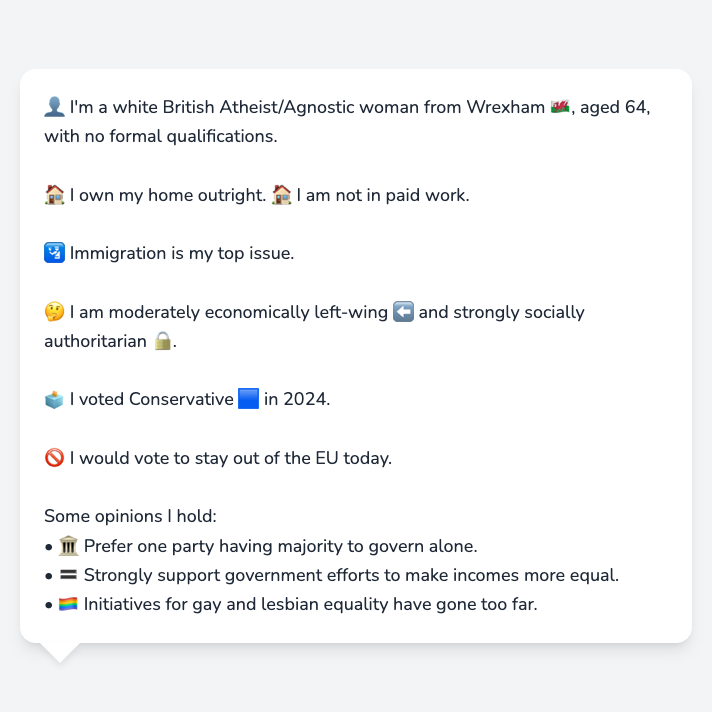 👤 I'm a white British Atheist/Agnostic woman from Wrexham 🏴󠁧󠁢󠁷󠁬󠁳󠁿, aged 64,
with no formal qualifications.
🏠 I own my home outright. 🏠 I am not in paid work.
🛂 Immigration is my top issue.
🤔 I am moderately economically left-wing ⬅️ and strongly socially
authoritarian 🔒.
🗳️ I voted Conservative 🟦 in 2024.
🚫 I would vote to stay out of the EU today.
Some opinions I hold:
• 🏛️ Prefer one party having majority to govern alone.
• 🟰 Strongly support government efforts to make incomes more equal.
• 🏳️‍🌈 Initiatives for gay and lesbian equality have gone too far.